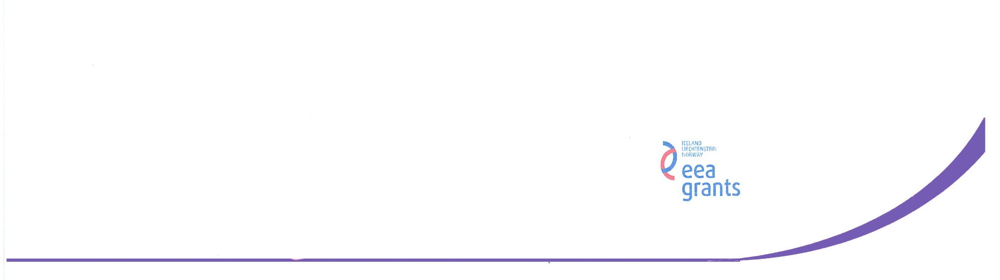 ICELAND
LIECHTENSTEIN
NORWAY
eea
grants